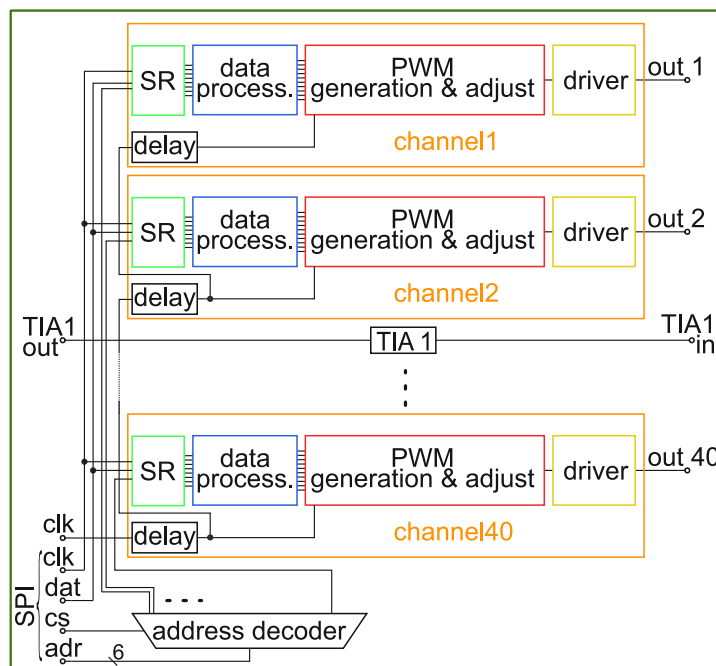 SR
data
process.
PWM
generation & adjust
driver
out 1
delay
channel1
SR
data
process.
PWM
generation & adjust
driver
out 2
delay
channel2
TIA1
out
TIA 1
TIA1
in
SR
data
process.
PWM
generation & adjust
driver
out 40
clk
delay
channel40
SPI
clk
dat
cs
address decoder
adr
6